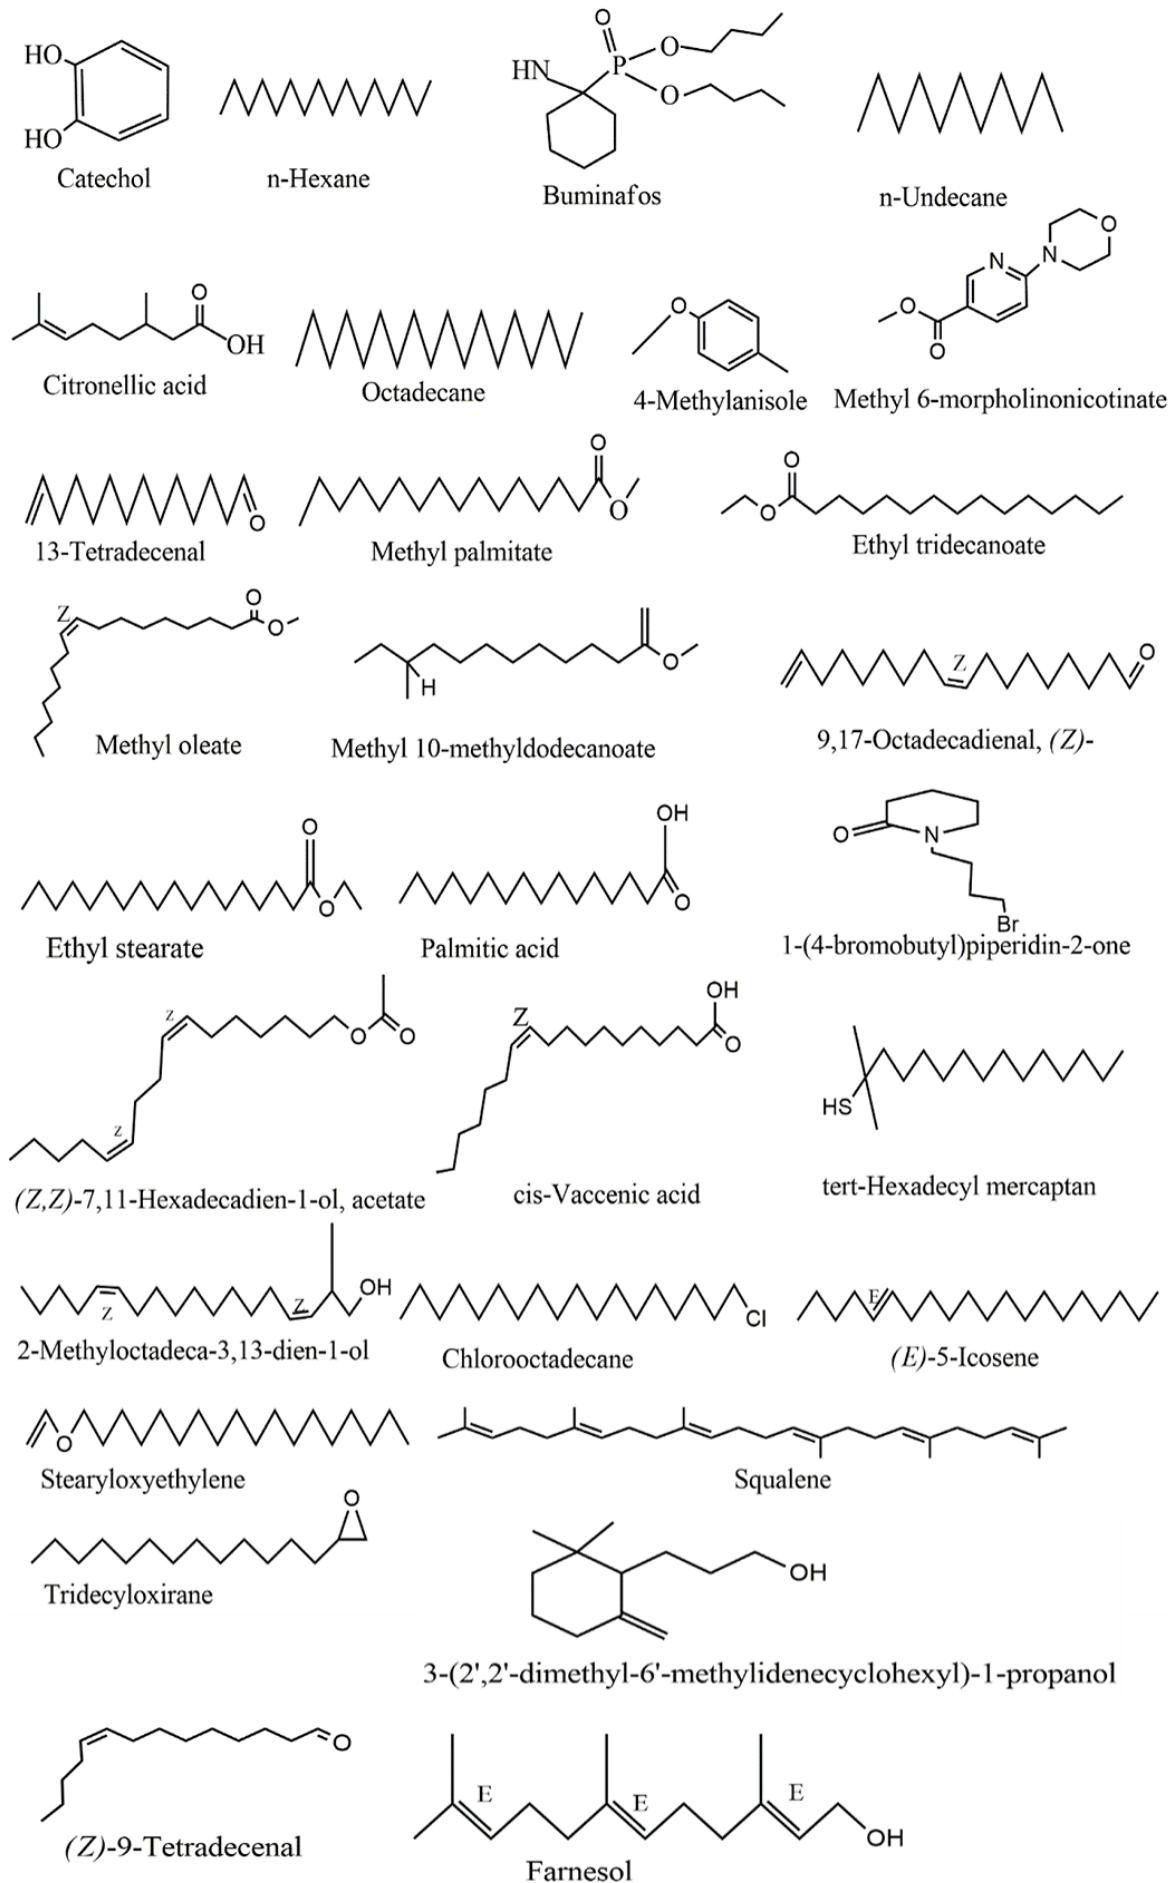 HO
HO
Catechol
n-Hexane
O
HN
P
O
O
Buminafos
n-Undecane
O
OH
Citronellic acid
Octadecane
O
4-Methylanisole
O
N
N
O
O
Methyl 6-morpholinonicotinate
O
13-Tetradecenal
O
O
Methyl palmitate
O
O
Ethyl tridecanoate
Z
O
O
Methyl oleate
O
H
Methyl 10-methyldodecanoate
Z
O
9,17-Octadecadienal, (Z)-
O
O
Ethyl stearate
OH
O
Palmitic acid
O
N
Br
1-(4-bromobutyl)piperidin-2-one
Z
O
O
Z
(Z,Z)-7,11-Hexadecadien-1-ol, acetate
Z
OH
O
cis-Vaccenic acid
HS
tert-Hexadecyl mercaptan
Z
Z
OH
2-Methyloctadeca-3,13-dien-1-ol
Cl
Chlorooctadecane
E
(E)-5-Icosene
O
Stearyloxyethylene
Squalene
O
Tridecyloxirane
OH
3-(2',2'-dimethyl-6'-methylidenecyclohexyl)-1-propanol
O
(Z)-9-Tetradecenal
E
E
E
OH
Farnesol